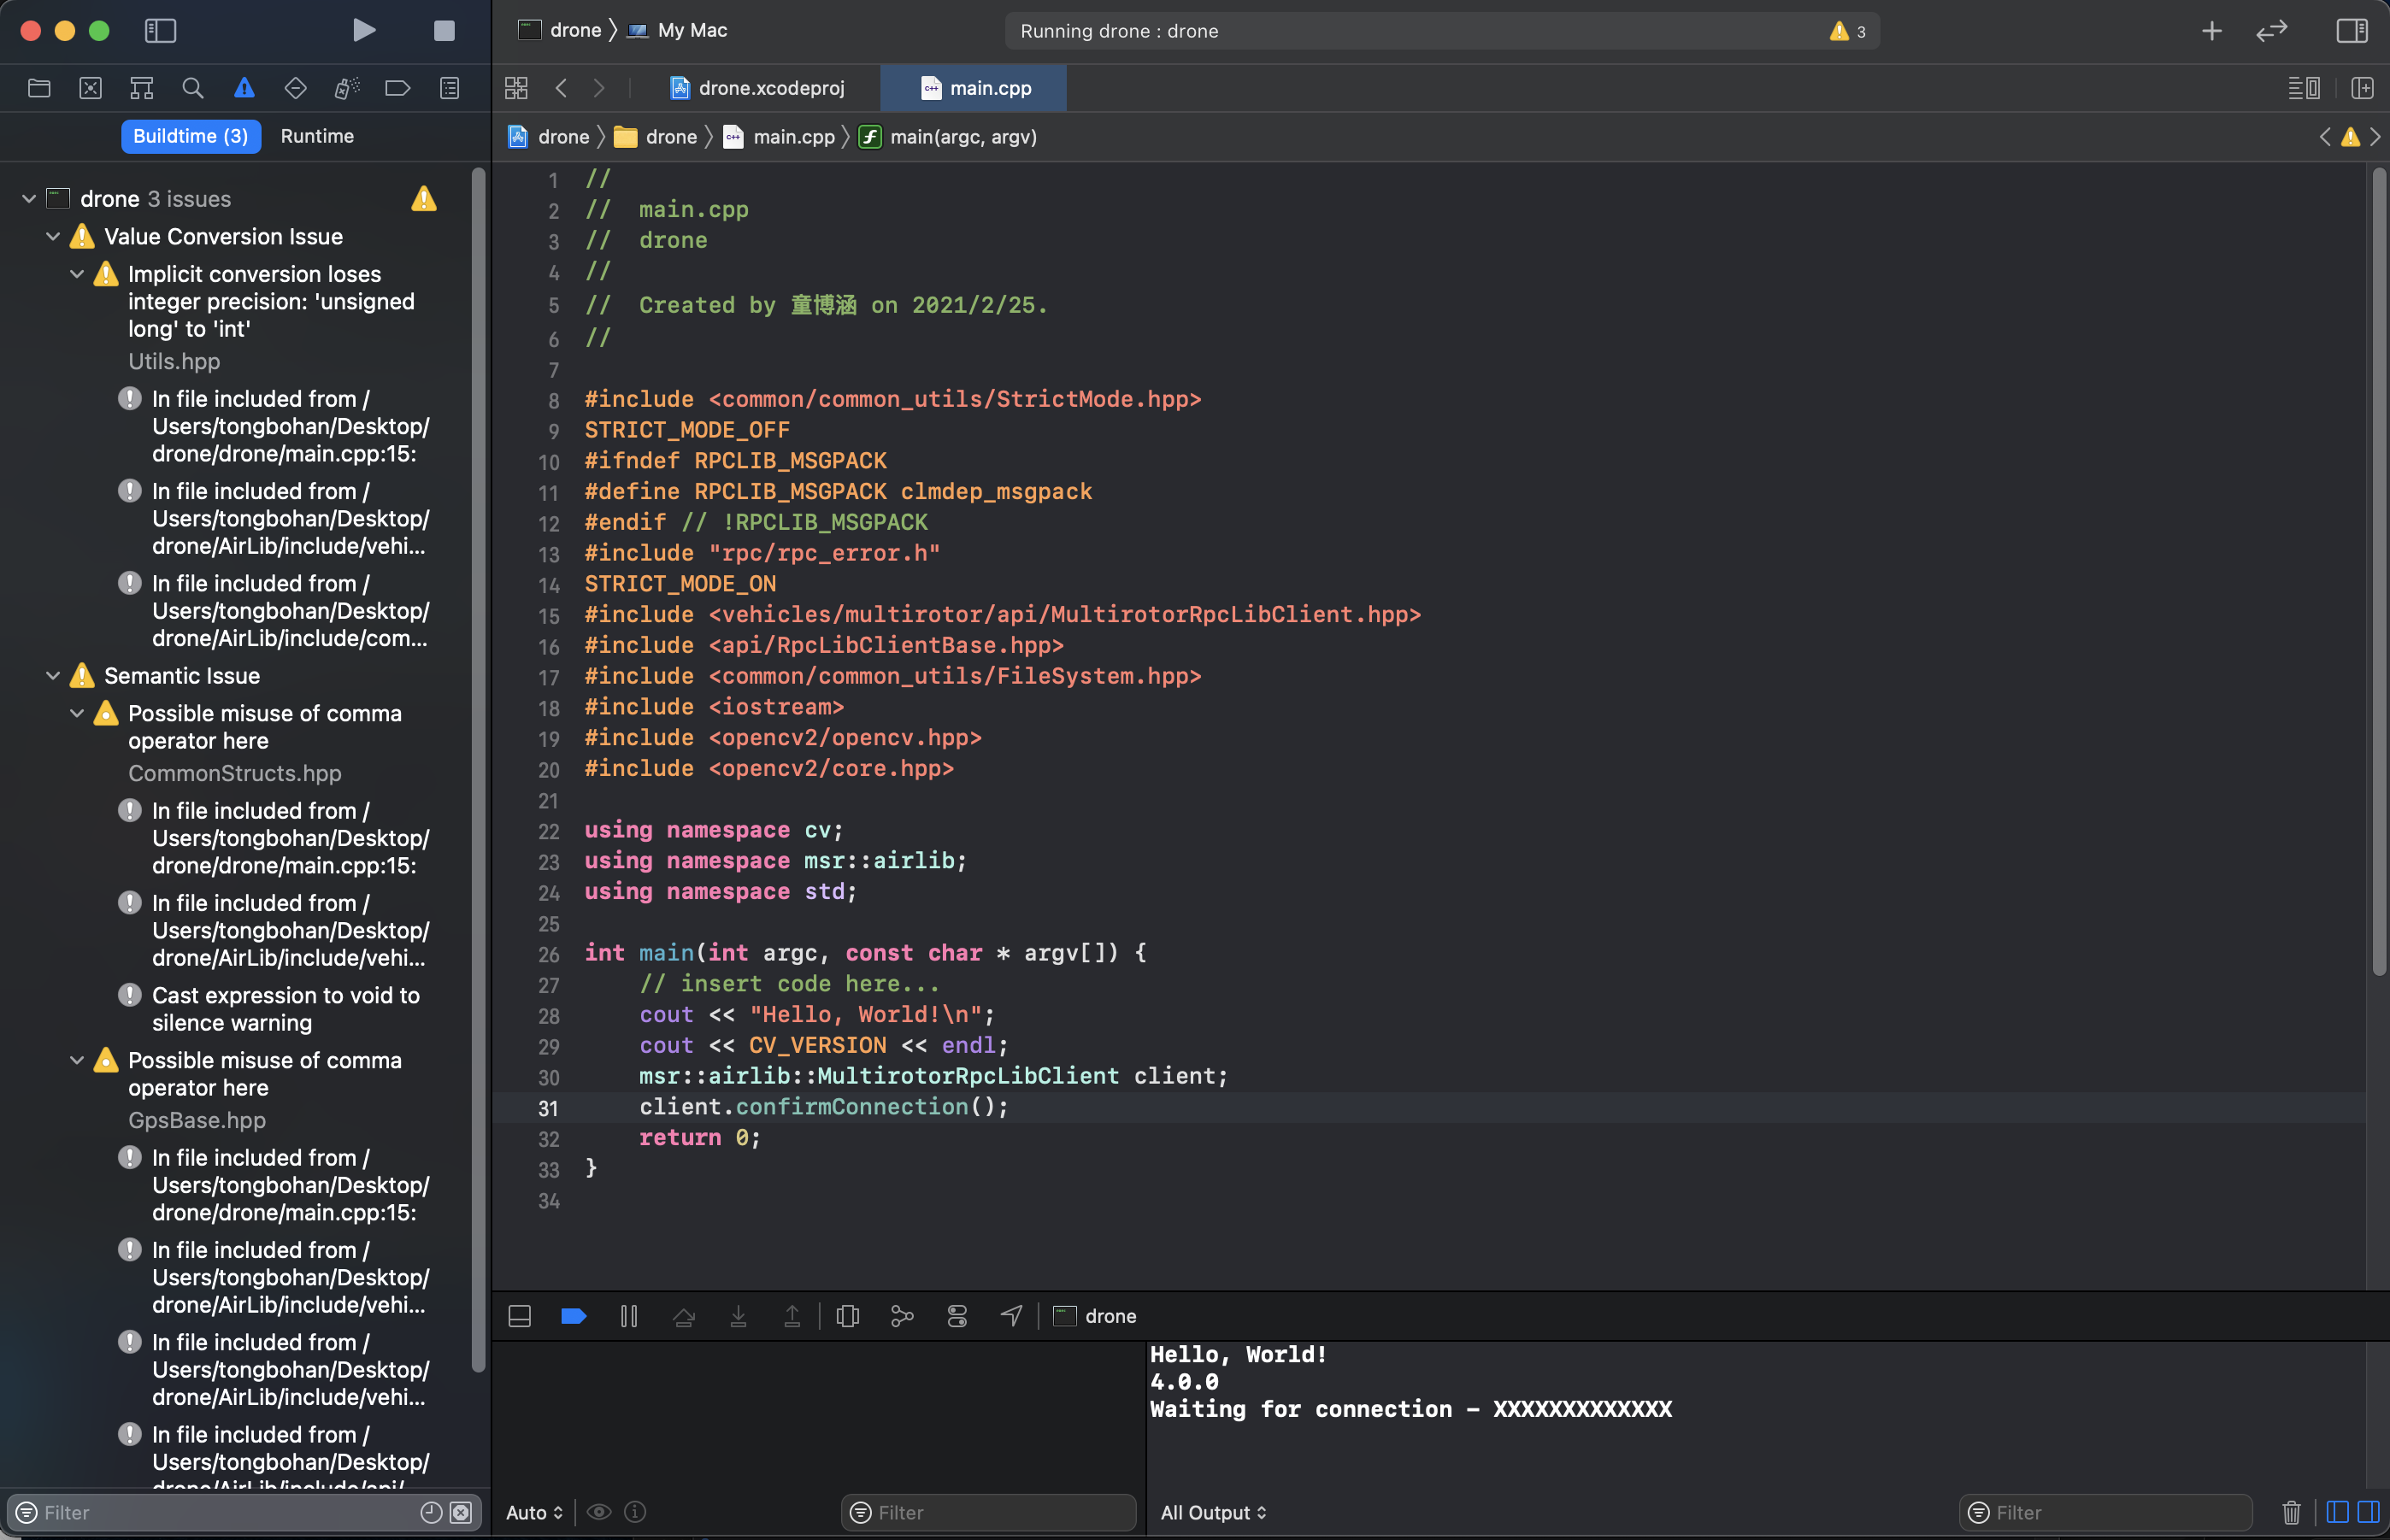 drone 〉 My Mac
Running drone : drone
3
drone.xcodeproj
main.cpp
Buildtime (3)
Runtime
drone 〉 drone 〉 main.cpp 〉 main(argc, argv)
drone 3 issues
Value Conversion Issue
Implicit conversion loses
integer precision: 'unsigned
long' to 'int'
Utils.hpp
In file included from /
Users/tongbohan/Desktop/
drone/drone/main.cpp:15:
In file included from /
Users/tongbohan/Desktop/
drone/AirLib/include/vehi...
In file included from /
Users/tongbohan/Desktop/
drone/AirLib/include/com...
Semantic Issue
Possible misuse of comma
operator here
CommonStructs.hpp
In file included from /
Users/tongbohan/Desktop/
drone/drone/main.cpp:15:
In file included from /
Users/tongbohan/Desktop/
drone/AirLib/include/vehi...
Cast expression to void to
silence warning
Possible misuse of comma
operator here
GpsBase.hpp
In file included from /
Users/tongbohan/Desktop/
drone/drone/main.cpp:15:
In file included from /
Users/tongbohan/Desktop/
drone/AirLib/include/vehi...
In file included from /
Users/tongbohan/Desktop/
drone/AirLib/include/vehi...
In file included from /
Users/tongbohan/Desktop/
drone/AirLib/include/api/
Filter
1 //
2 //  main.cpp
3 //  drone
4 //
5 //  Created by 童博涵 on 2021/2/25.
6 //
7
8 #include <common/common_utils/StrictMode.hpp>
9 STRICT_MODE_OFF
10 #ifndef RPCLIB_MSGPACK
11 #define RPCLIB_MSGPACK clmdep_msgpack
12 #endif // !RPCLIB_MSGPACK
13 #include "rpc/rpc_error.h"
14 STRICT_MODE_ON
15 #include <vehicles/multirotor/api/MultirotorRpcLibClient.hpp>
16 #include <api/RpcLibClientBase.hpp>
17 #include <common/common_utils/FileSystem.hpp>
18 #include <iostream>
19 #include <opencv2/opencv.hpp>
20 #include <opencv2/core.hpp>
21
22 using namespace cv;
23 using namespace msr::airlib;
24 using namespace std;
25
26 int main(int argc, const char * argv[]) {
27     // insert code here...
28     cout << "Hello, World!\n";
29     cout << CV_VERSION << endl;
30     msr::airlib::MultirotorRpcLibClient client;
31     client.confirmConnection();
32     return 0;
33 }
34
drone
Hello, World!
4.0.0
Waiting for connection - XXXXXXXXXXXXX
Auto
Filter
All Output
Filter